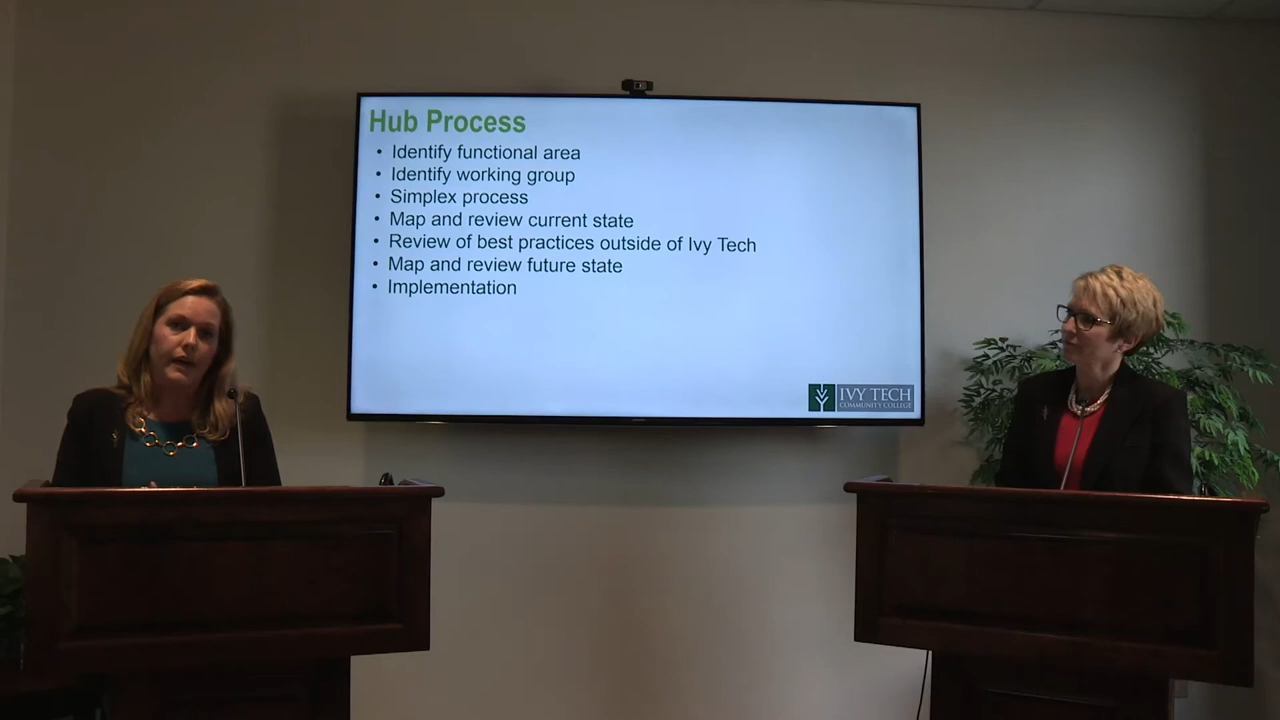 Hub Process
• Identify functional area
• Identify working group
• Simplex process
• Map and review current state
• Review of best practices outside of Ivy Tech
• Map and review future state
• Implementation
IVY TECH
COMMUNITY COLLEGE